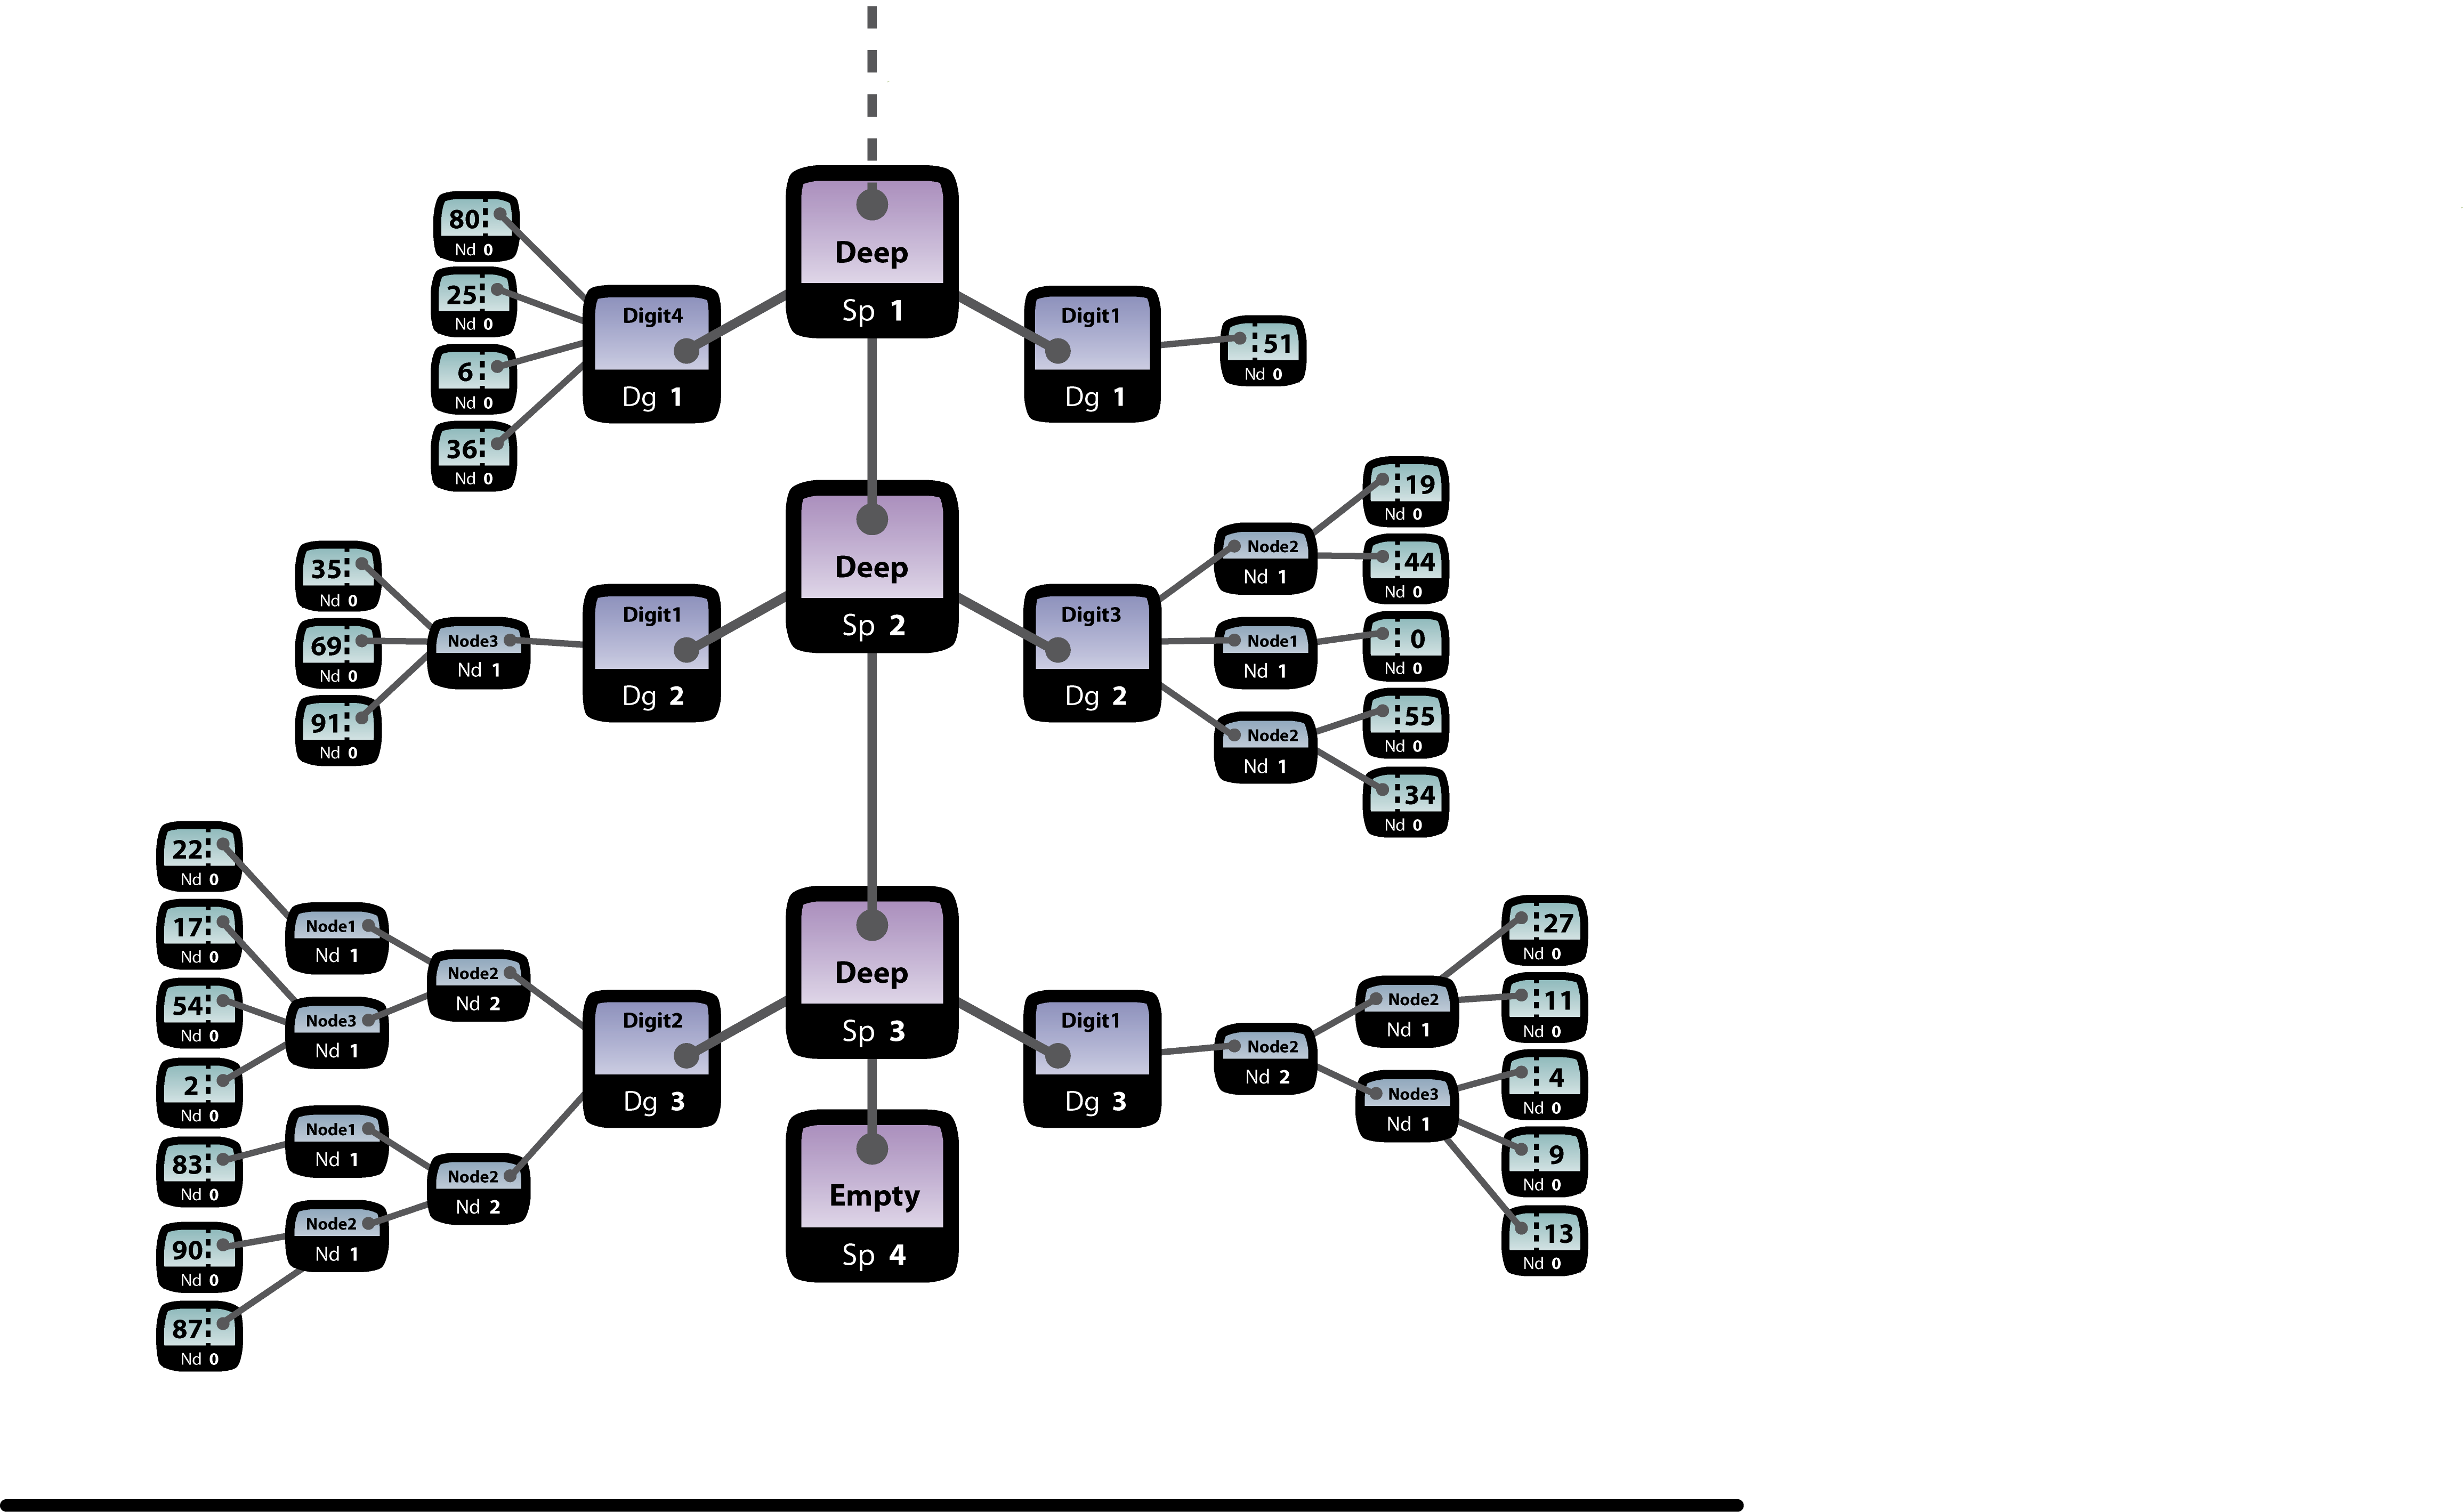 Deep
Sp 1
80
Nd 0
25
Nd 0
6
Nd 0
36
Nd 0
Digit4
Dg 1
Digit1
Dg 1
51
Nd 0
Deep
Sp 2
35
Nd 0
69
Nd 0
91
Nd 0
Node3
Nd 1
Digit1
Dg 2
Digit3
Dg 2
Node2
Nd 1
Node1
Nd 1
Node2
Nd 1
19
Nd 0
44
Nd 0
0
Nd 0
55
Nd 0
34
Nd 0
Deep
Sp 3
22
Nd 0
17
Nd 0
54
Nd 0
2
Nd 0
83
Nd 0
90
Nd 0
87
Nd 0
Node1
Nd 1
Node3
Nd 1
Node1
Nd 1
Node2
Nd 1
Node2
Nd 2
Node2
Nd 2
Digit2
Dg 3
Digit1
Dg 3
Node2
Nd 2
Node2
Nd 1
Node3
Nd 1
27
Nd 0
11
Nd 0
4
Nd 0
9
Nd 0
13
Nd 0
Empty
Sp 4